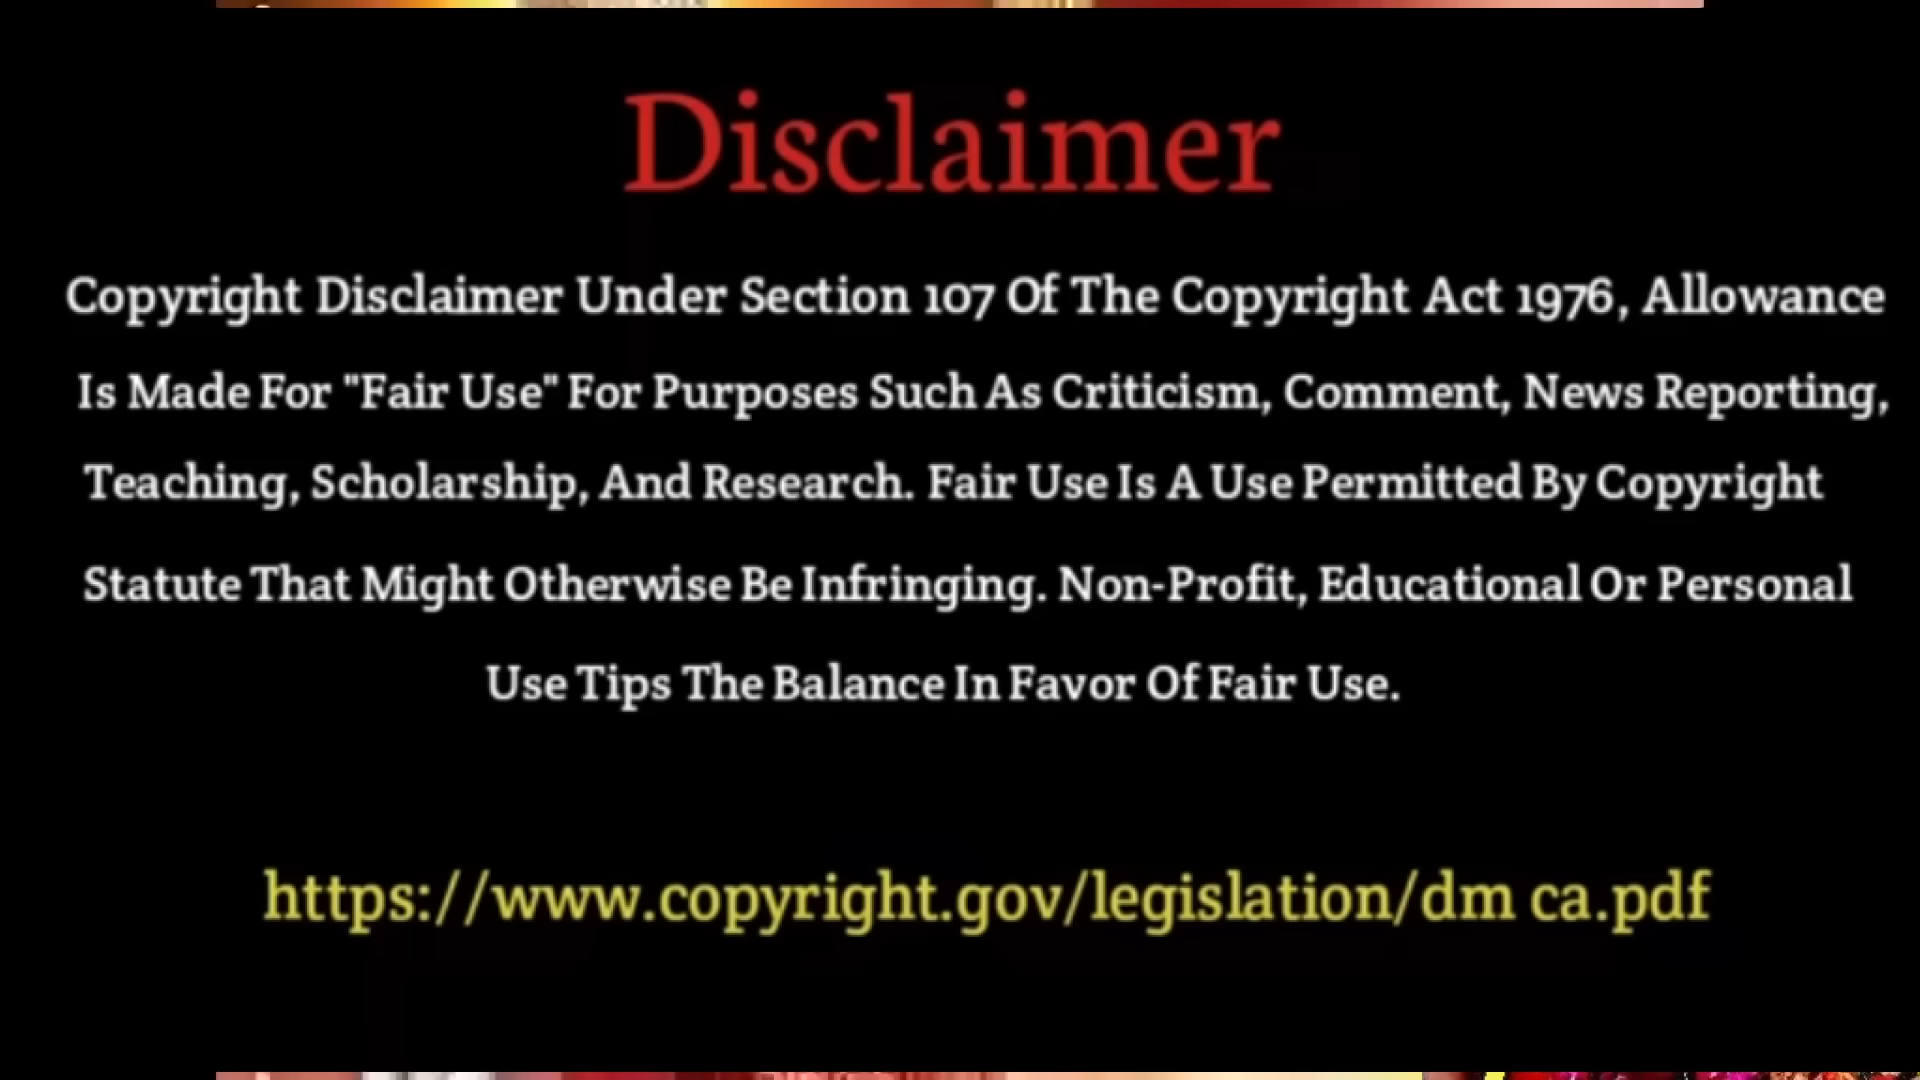 Disclaimer
Copyright Disclaimer Under Section 107 Of The Copyright Act 1976, Allowance
Is Made For "Fair Use" For Purposes Such As Criticism, Comment, News Reporting,
Teaching, Scholarship, And Research. Fair Use Is A Use Permitted By Copyright
Statute That Might Otherwise Be Infringing. Non-Profit, Educational Or Personal
Use Tips The Balance In Favor Of Fair Use.
https://www.copyright.gov/legislation/dm ca.pdf